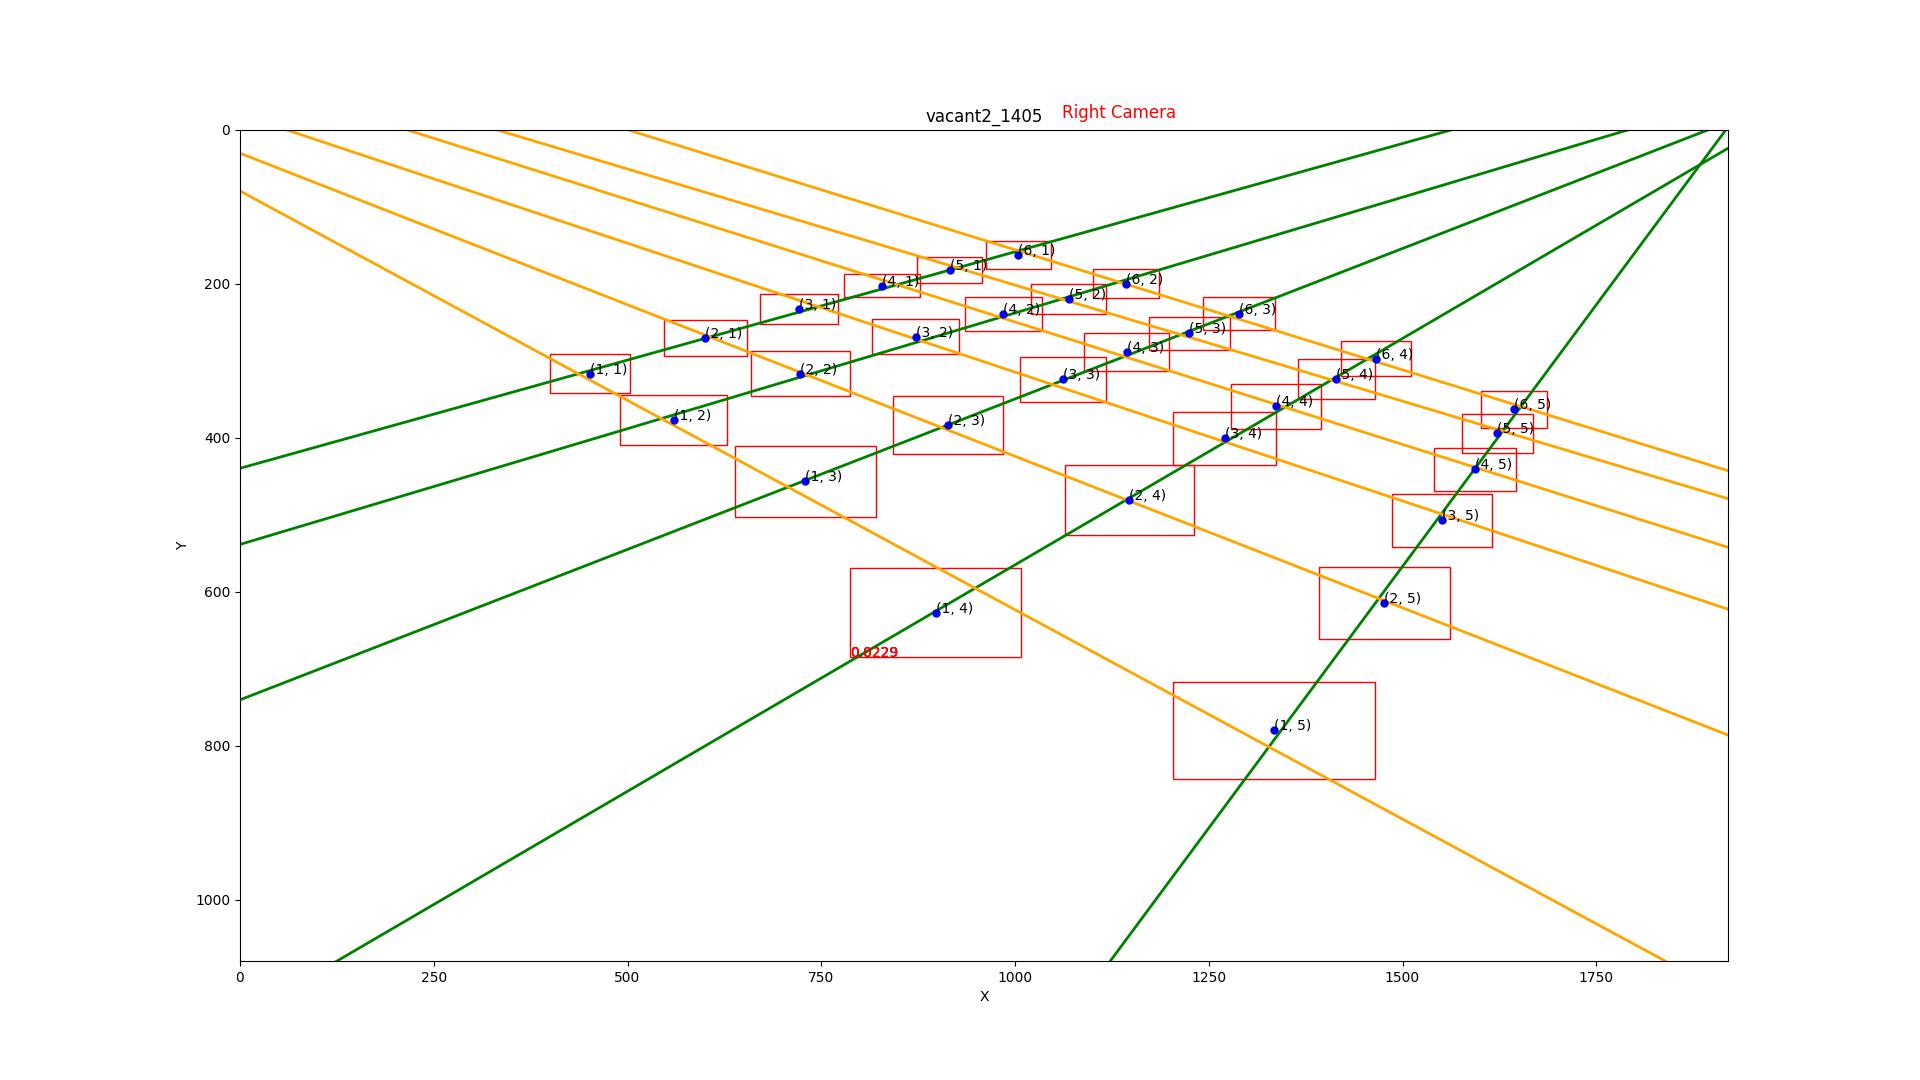 vacant2_1405 Right Camera
0
(6, 1)
(5, 1)
(4, 1) (6, 2)
200
(5, 2)
(3, 1) (4, 2) (6, 3)
(2, 1) (3, 2) (5, 3)
(4, 3) (6, 4)
(1, 1) (2, 2) (3, 3) (5, 4)
400
(1, 2) (2, 3) (4, 4) (6, 5)
(3, 4) (5, 5)
(1, 3) (2, 4) (4, 5)
(3, 5)
Y
600
(1, 4) (2, 5)
0.0229
(1, 5)
800
1000
0 250 500 750 1000 1250 1500 1750
X